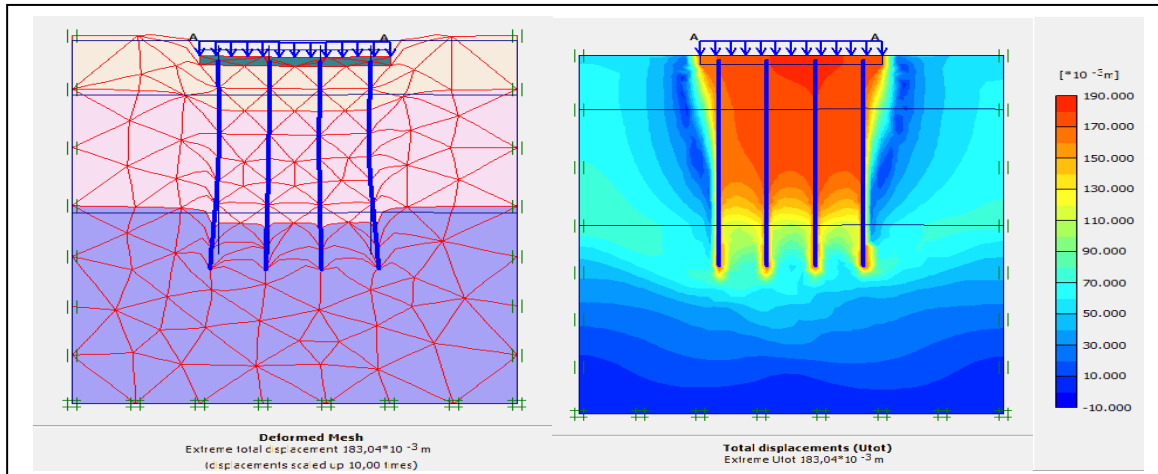 A A
Deformed Mesh
Extreme total displacement 183,04*10 -3 m
(displacements scaled up 10,00 times)
A A
Total displacements (Utot)
Extreme Utot 183,04*10 -3 m
[*10 -3 m]
190.000
170.000
150.000
130.000
110.000
90.000
70.000
50.000
30.000
10.000
-10.000